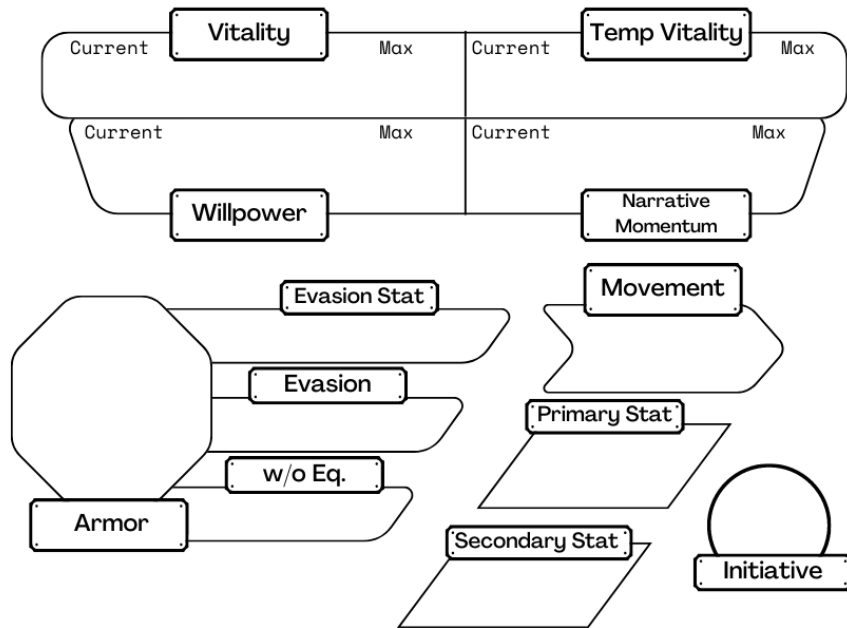 Vitality
Temp Vitality
Current Max Current Max
Current Max Current Max
Willpower
Narrative
Momentum
Evasion Stat
Movement
Evasion
Primary Stat
w/o Eq.
Armor
Secondary Stat
Initiative